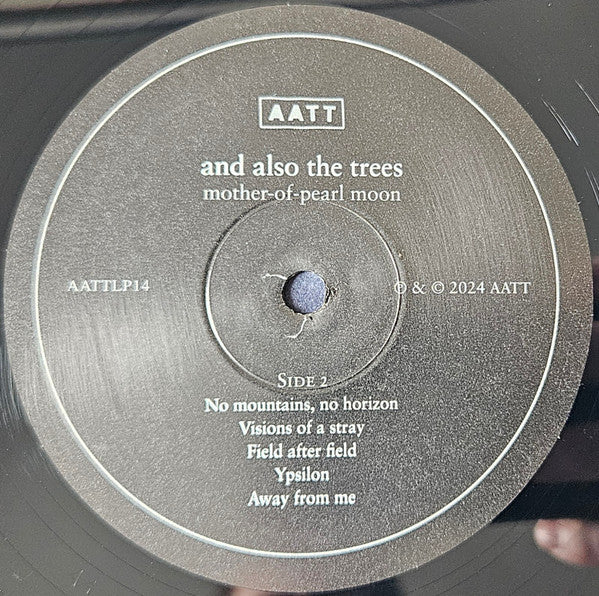 AATT
and also the trees
mother-of-pearl moon
AATTLP14
℗ & © 2024 AATT
SIDE 2
No mountains, no horizon
Visions of a stray
Field after field
Ypsilon
Away from me